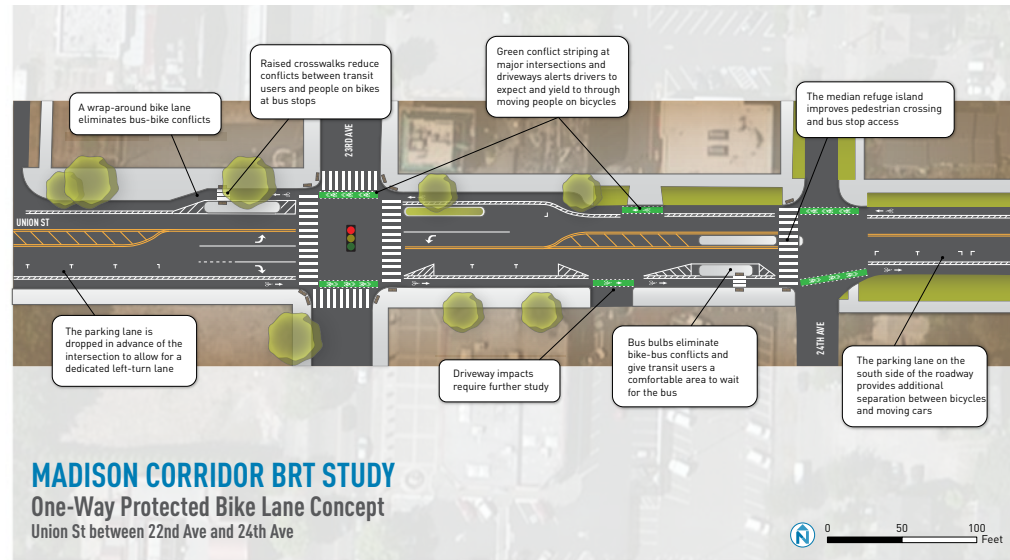 A wrap-around bike lane
eliminates bus-bike conflicts
Raised crosswalks reduce
conflicts between transit
users and people on bikes
at bus stops
Green conflict striping at
major intersections and
driveways alerts drivers to
expect and yield to through
moving people on bicycles
The median refuge island
improves pedestrian crossing
and bus stop access
23RD AVE
UNION ST
24TH AVE
The parking lane is
dropped in advance of the
intersection to allow for a
dedicated left-turn lane
Driveway impacts
require further study
Bus bulbs eliminate
bike-bus conflicts and
give transit users a
comfortable area to wait
for the bus
The parking lane on the
south side of the roadway
provides additional
separation between bicycles
and moving cars
MADISON CORRIDOR BRT STUDY
One-Way Protected Bike Lane Concept
Union St between 22nd Ave and 24th Ave
N
0 50 100
Feet